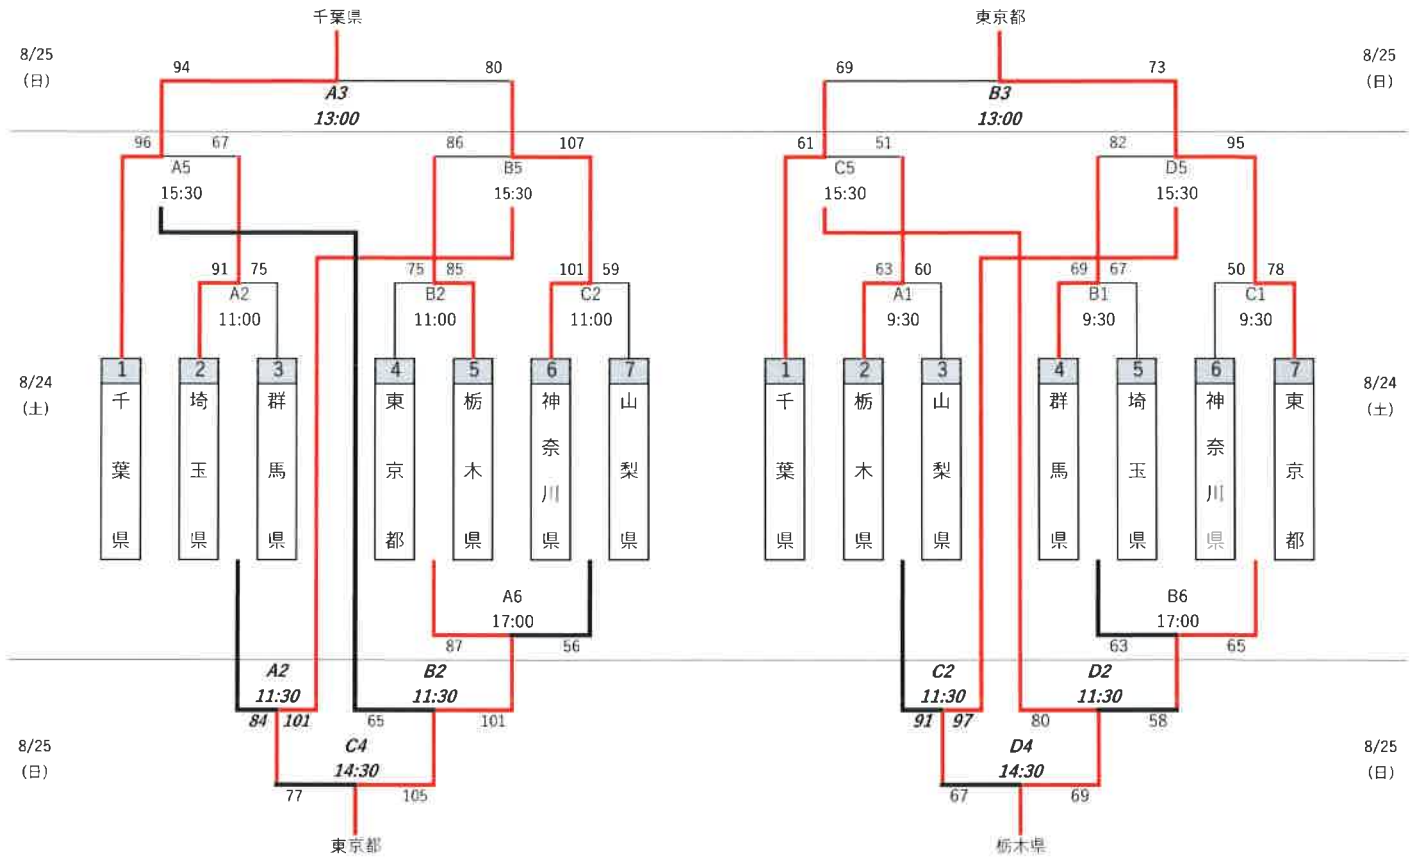 千葉県 東京都
8/25 8/25
(日) (日)
94 80 69 73
A3 B3
13:00 13:00
96 67 86 107 61 51 82 95
A5 B5 C5 D5
15:30 15:30 15:30 15:30
91 75 75 85 101 59 63 60 69 67 50 78
A2 B2 C2 A1 B1 C1
11:00 11:00 11:00 9:30 9:30 9:30
1 2 3 4 5 6 7 1 2 3 4 5 6 7
8/24 8/24
(土) (土)
千葉県
埼玉県
群馬県
東京都
栃木県
神奈川県
山梨県
千葉県
栃木県
山梨県
群馬県
埼玉県
神奈川県
東京都
A6 B6
17:00 17:00
87 56 63 65
A2 B2 C2 D2
11:30 11:30 11:30 11:30
84 101 65 101 91 97 80 58
8/25 8/25
(日) (日)
C4 D4
14:30 14:30
77 105 67 69
東京都 栃木県